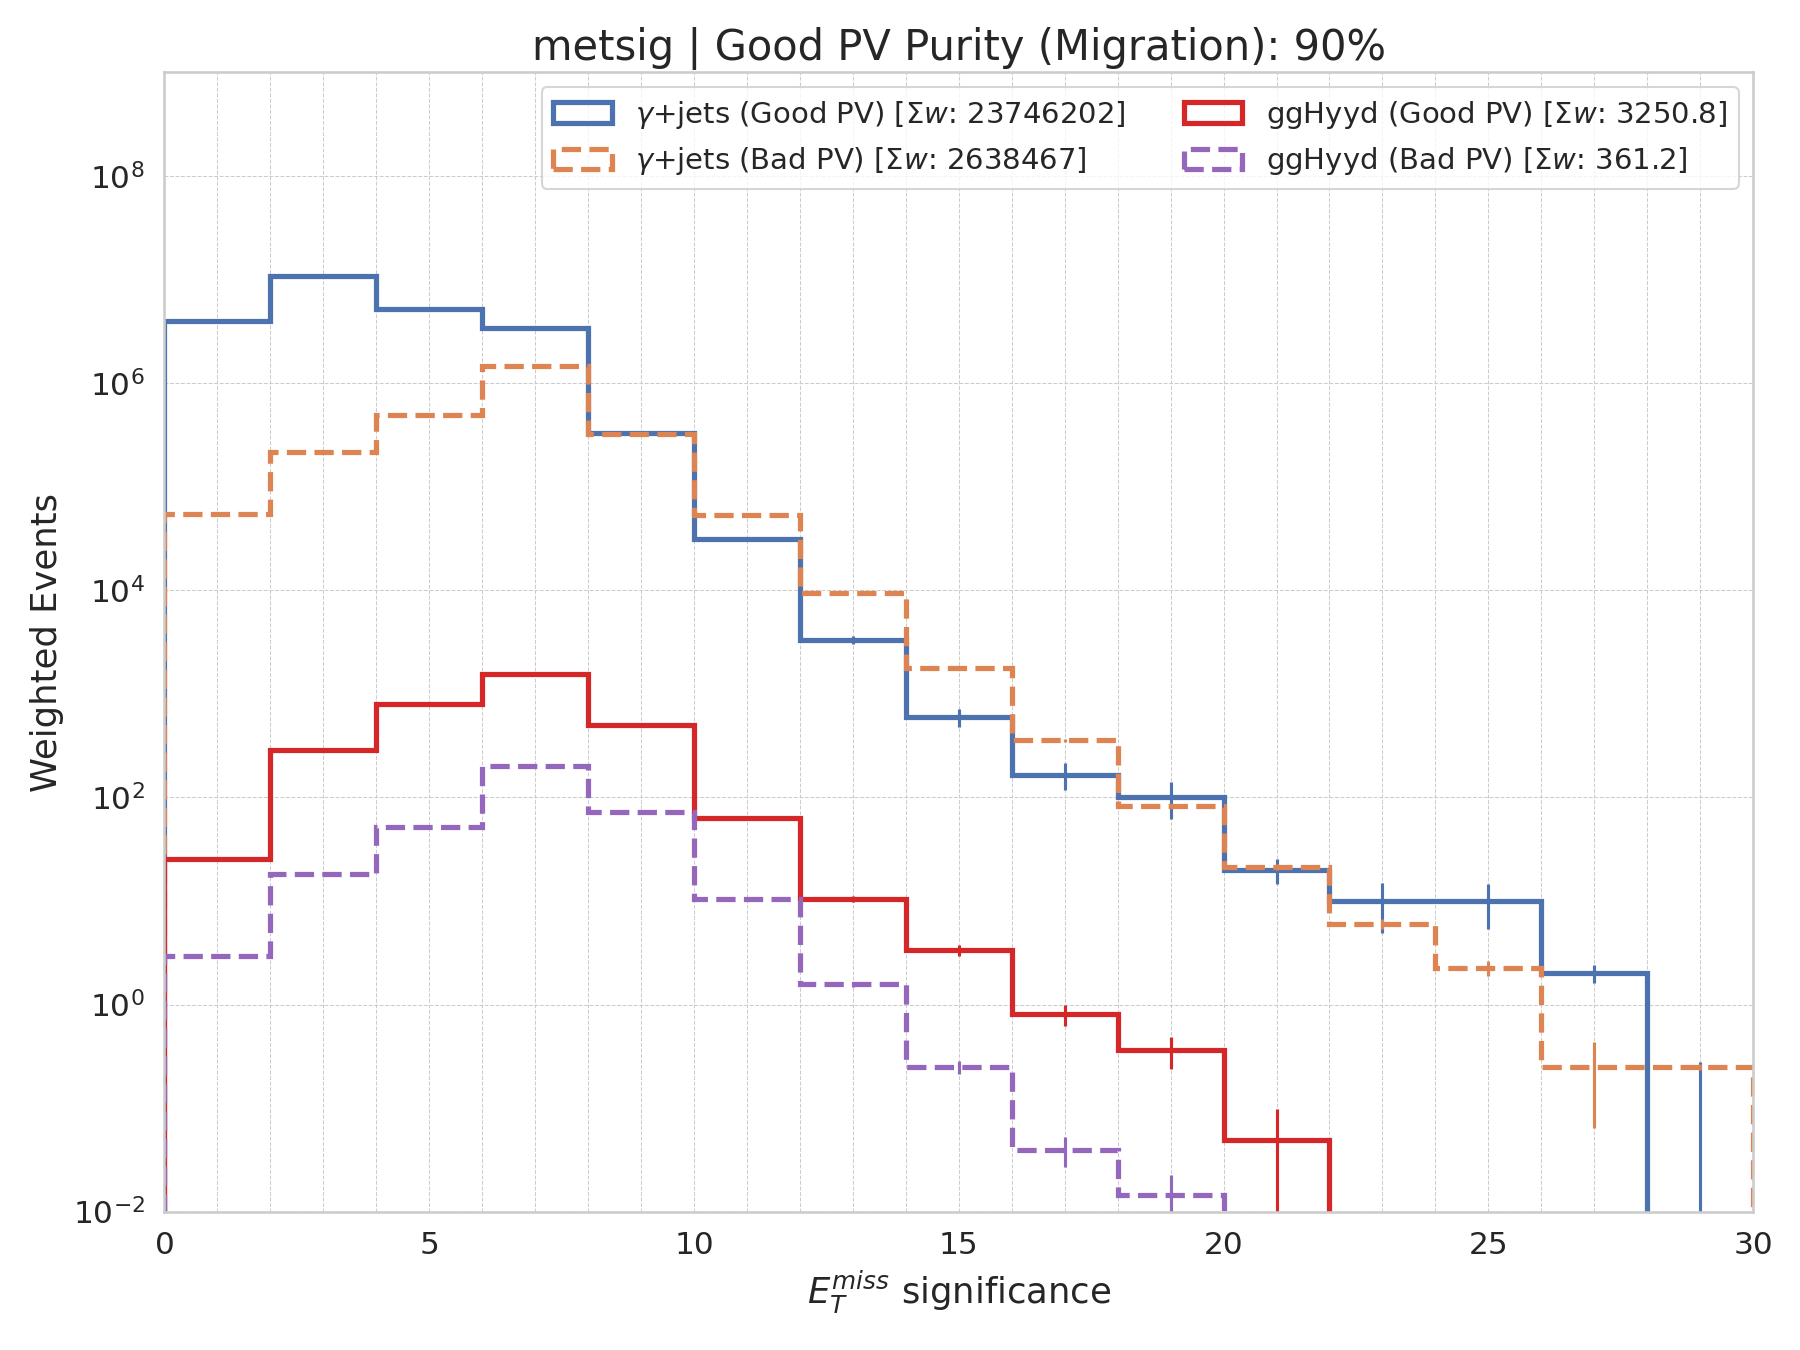 metsig | Good PV Purity (Migration): 90%
γ+jets (Good PV) [Σw: 23746202]
γ+jets (Bad PV) [Σw: 2638467]
ggHyyd (Good PV) [Σw: 3250.8]
ggHyyd (Bad PV) [Σw: 361.2]
Weighted Events
10^8
10^6
10^4
10^2
10^0
10^−2
0 5 10 15 20 25 30
E_T^miss significance